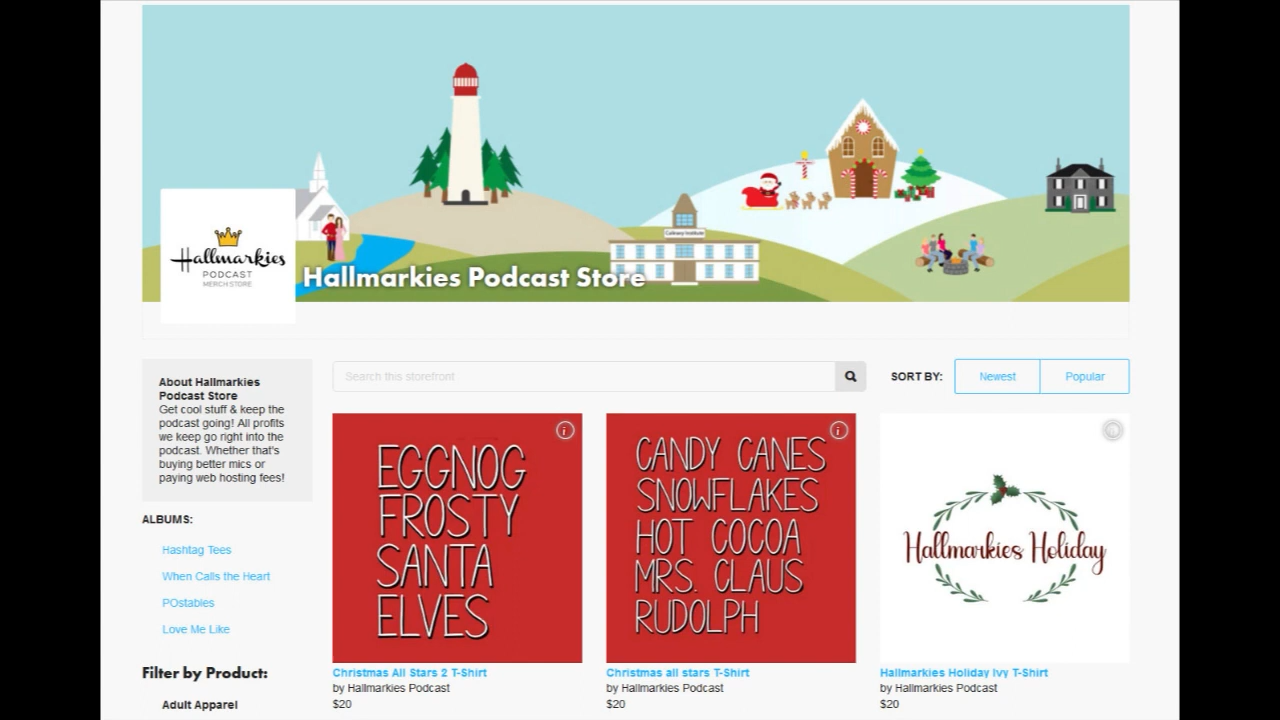 Culinary Institute
Hallmarkies
PODCAST
MERCH STORE
Hallmarkies Podcast Store
About Hallmarkies
Podcast Store
Get cool stuff & keep the
podcast going! All profits
we keep go right into the
podcast. Whether that's
buying better mics or
paying web hosting fees!
Search this storefront
SORT BY:
Newest
Popular
ALBUMS:
Hashtag Tees
When Calls the Heart
POstables
Love Me Like
Filter by Product:
Adult Apparel
EGGNOG
FROSTY
SANTA
ELVES
Christmas All Stars 2 T-Shirt
by Hallmarkies Podcast
$20
CANDY CANES
SNOWFLAKES
HOT COCOA
MRS. CLAUS
RUDOLPH
Christmas all stars T-Shirt
by Hallmarkies Podcast
$20
Hallmarkies Holiday
Hallmarkies Holiday Ivy T-Shirt
by Hallmarkies Podcast
$20